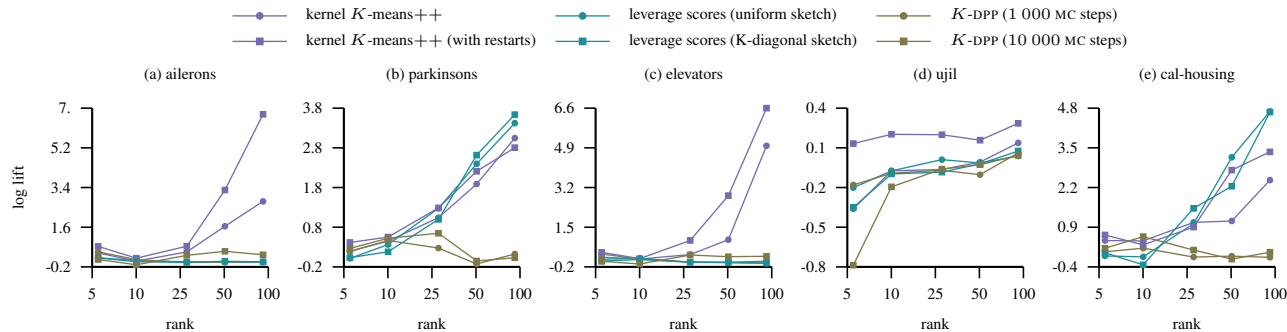 kernel K-means++ leverage scores (uniform sketch) K-DPP (1 000 MC steps)
kernel K-means++ (with restarts) leverage scores (K-diagonal sketch) K-DPP (10 000 MC steps)
(a) ailerons (b) parkinsons (c) elevators (d) ujil (e) cal-housing
log lift
7. 3.8 6.6 0.4 4.8
5.2 2.8 4.9 0.1 3.5
3.4 1.8 3.2 -0.2 2.2
1.6 0.8 1.5 -0.5 0.9
-0.2 -0.2 -0.2 -0.8 -0.4
5 10 25 50 100 5 10 25 50 100 5 10 25 50 100 5 10 25 50 100 5 10 25 50 100
rank rank rank rank rank